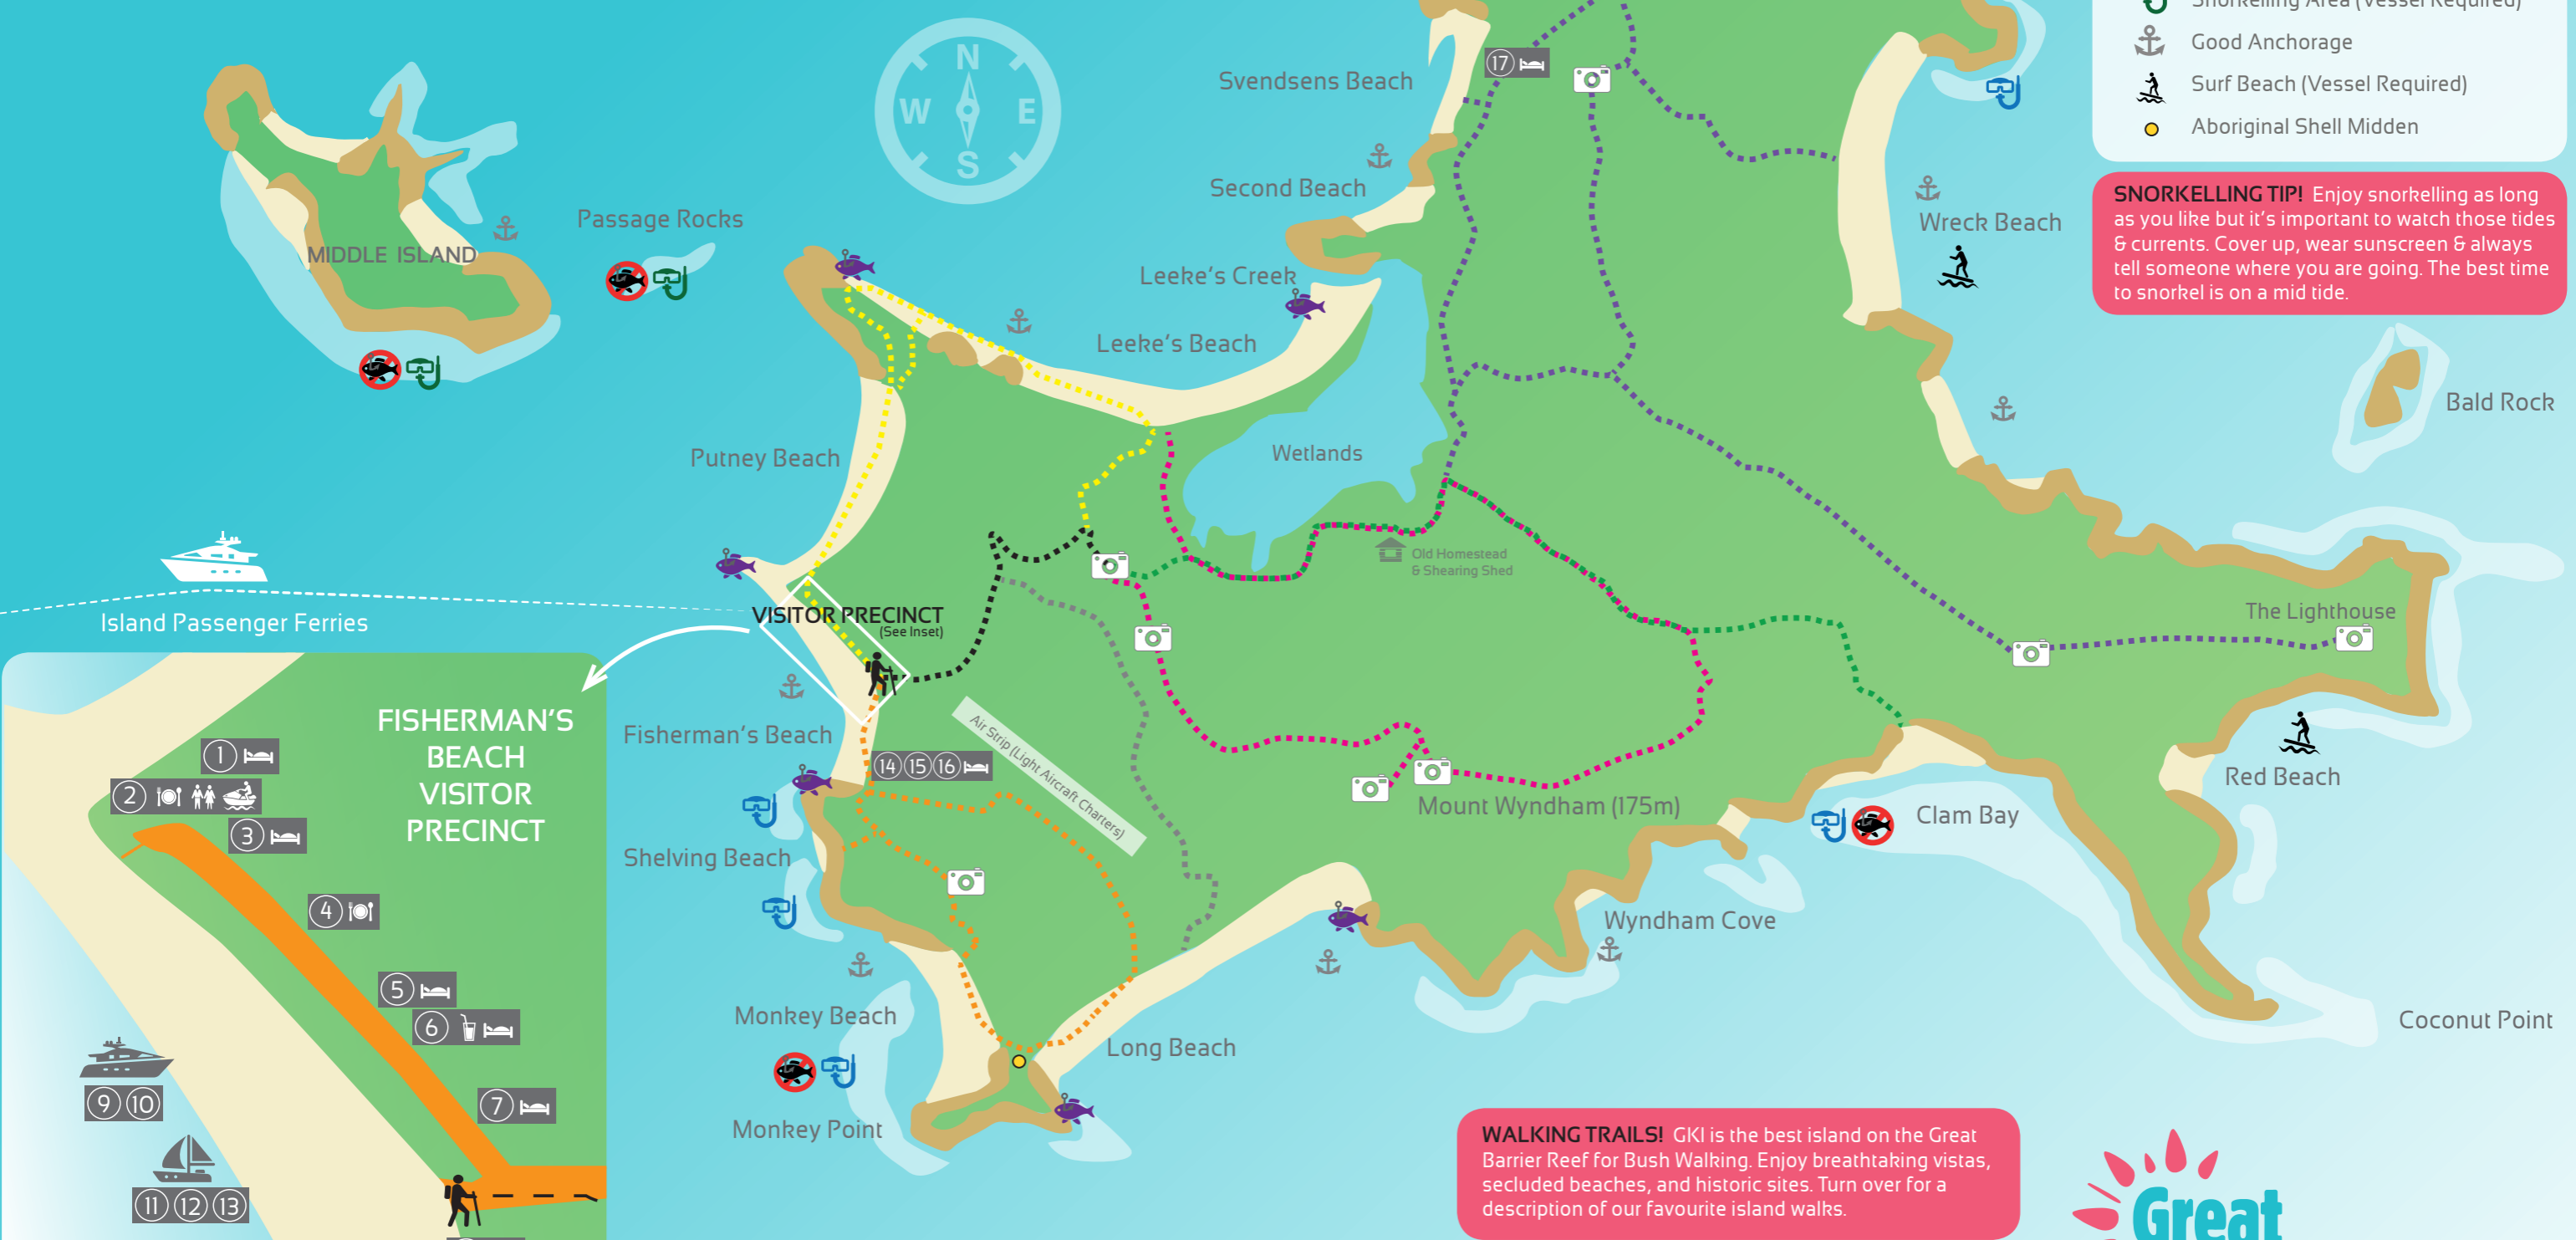 Snorkelling Area (Vessel Required)
Good Anchorage
Surf Beach (Vessel Required)
Aboriginal Shell Midden
SNORKELLING TIP! Enjoy snorkelling as long
as you like but it's important to watch those tides
& currents. Cover up, wear sunscreen & always
tell someone where you are going. The best time
to snorkel is on a mid tide.
N
W
E
S
17
Svendsens Beach
Second Beach
Wreck Beach
Passage Rocks
MIDDLE ISLAND
Leeke's Creek
Leeke's Beach
Bald Rock
Putney Beach
Wetlands
Old Homestead
& Shearing Shed
VISITOR PRECINCT
(See Inset)
Island Passenger Ferries
The Lighthouse
Fisherman's Beach
14 15 16
Air Strip (Light Aircraft Charters)
Red Beach
Mount Wyndham (175m)
Clam Bay
Shelving Beach
Wyndham Cove
Monkey Beach
Long Beach
Coconut Point
Monkey Point
FISHERMAN'S
BEACH
VISITOR
PRECINCT
1
2
3
4
5
6
7
9 10
11 12 13
WALKING TRAILS! GKI is the best island on the Great
Barrier Reef for Bush Walking. Enjoy breathtaking vistas,
secluded beaches, and historic sites. Turn over for a
description of our favourite island walks.
Great